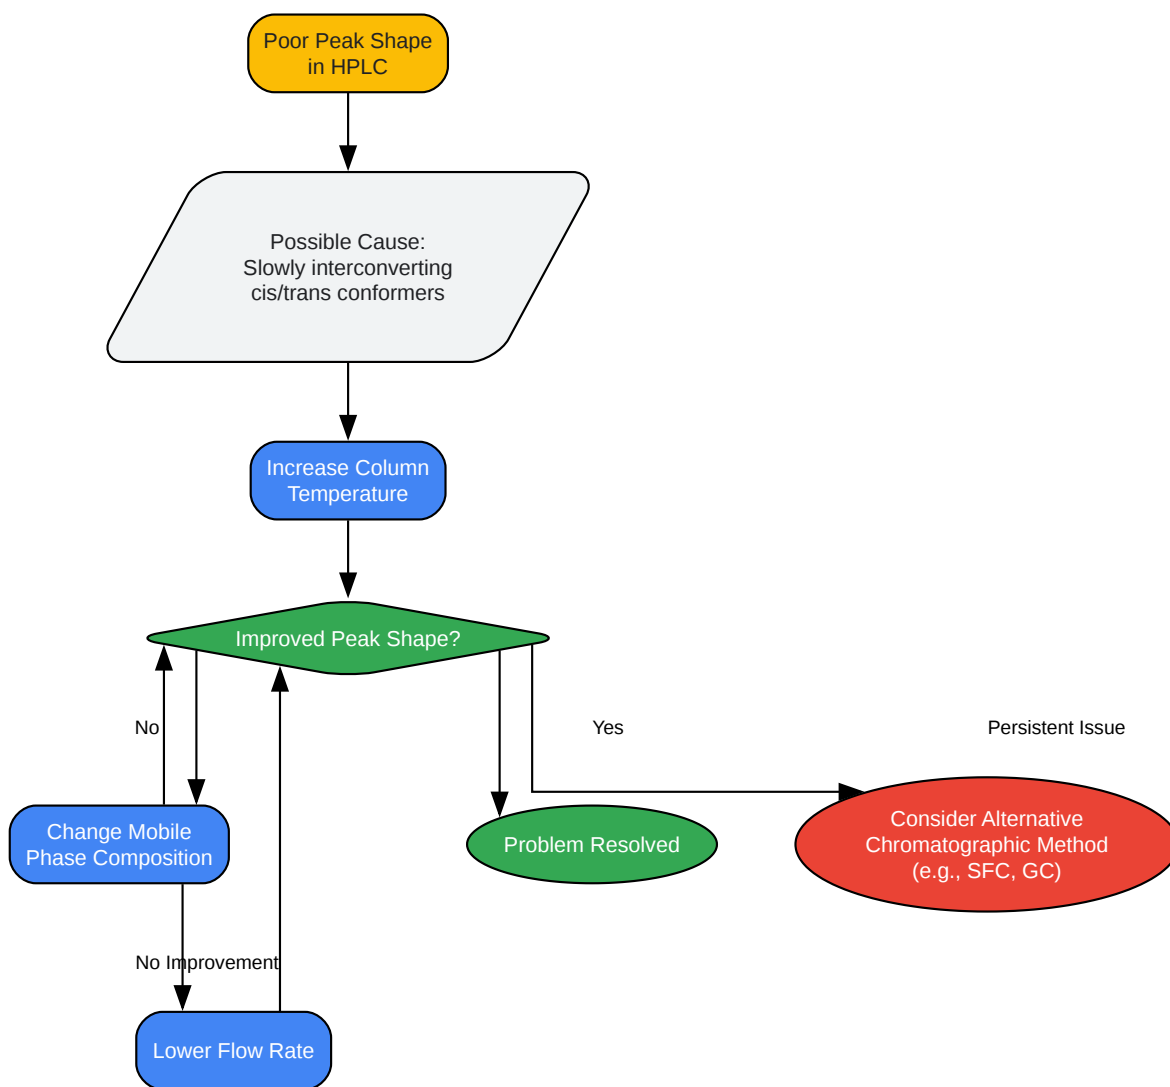 Poor Peak Shape
in HPLC
Possible Cause:
Slowly interconverting
cis/trans conformers
Increase Column
Temperature
Improved Peak Shape?
No
Yes
Persistent Issue
Change Mobile
Phase Composition
Problem Resolved
Consider Alternative
Chromatographic Method
(e.g., SFC, GC)
No Improvement
Lower Flow Rate